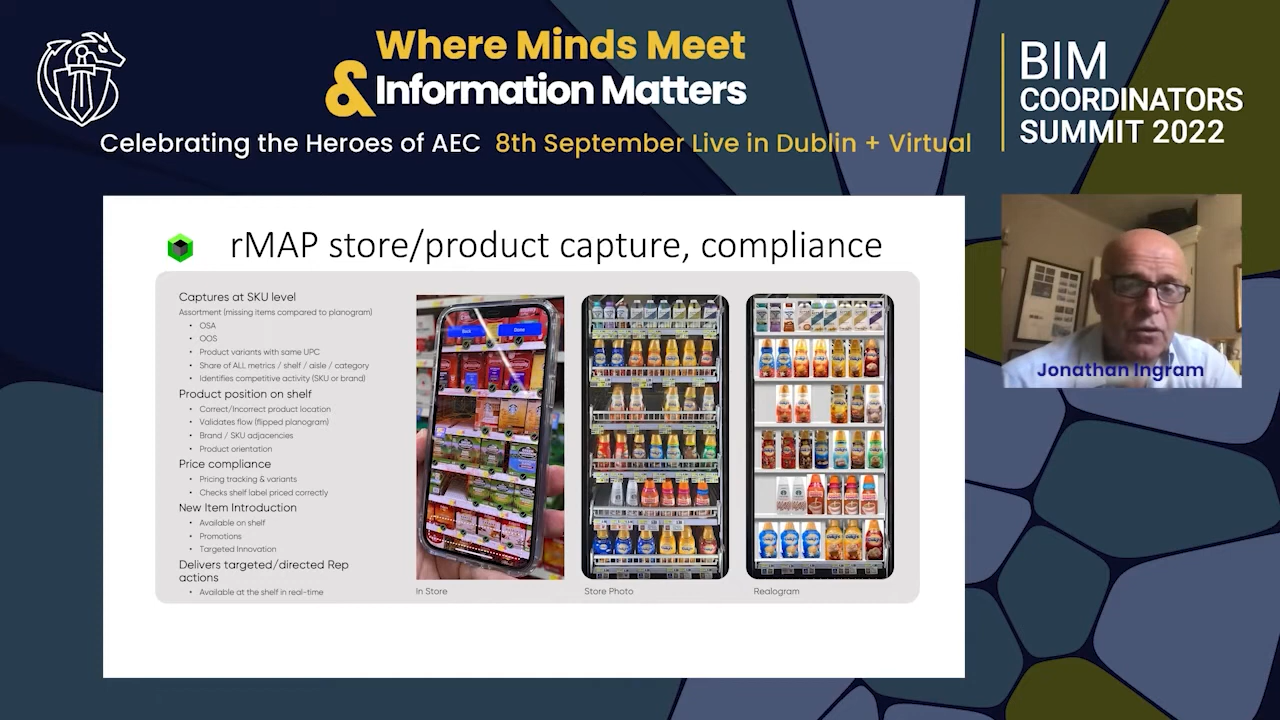 Where Minds Meet
& Information Matters
Celebrating the Heroes of AEC 8th September Live in Dublin + Virtual
BIM
COORDINATORS
SUMMIT 2022
rMAP store/product capture, compliance
Captures at SKU level
Assortment (missing items compared to planogram)
• OSA
• OOS
• Product variants with same UPC
• Share of ALL metrics / shelf / aisle / category
• Identifies competitive activity (SKU or brand)
Product position on shelf
• Correct/Incorrect product location
• Validates flow (flipped planogram)
• Brand / SKU adjacencies
• Product orientation
Price compliance
• Pricing tracking & variants
• Checks shelf label priced correctly
New Item Introduction
• Available on shelf
• Promotions
• Targeted Innovation
Delivers targeted/directed Rep
actions
• Available at the shelf in real-time
Back
Done
In Store
Store Photo
Realogram
Jonathan Ingram